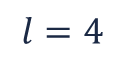 l = 4